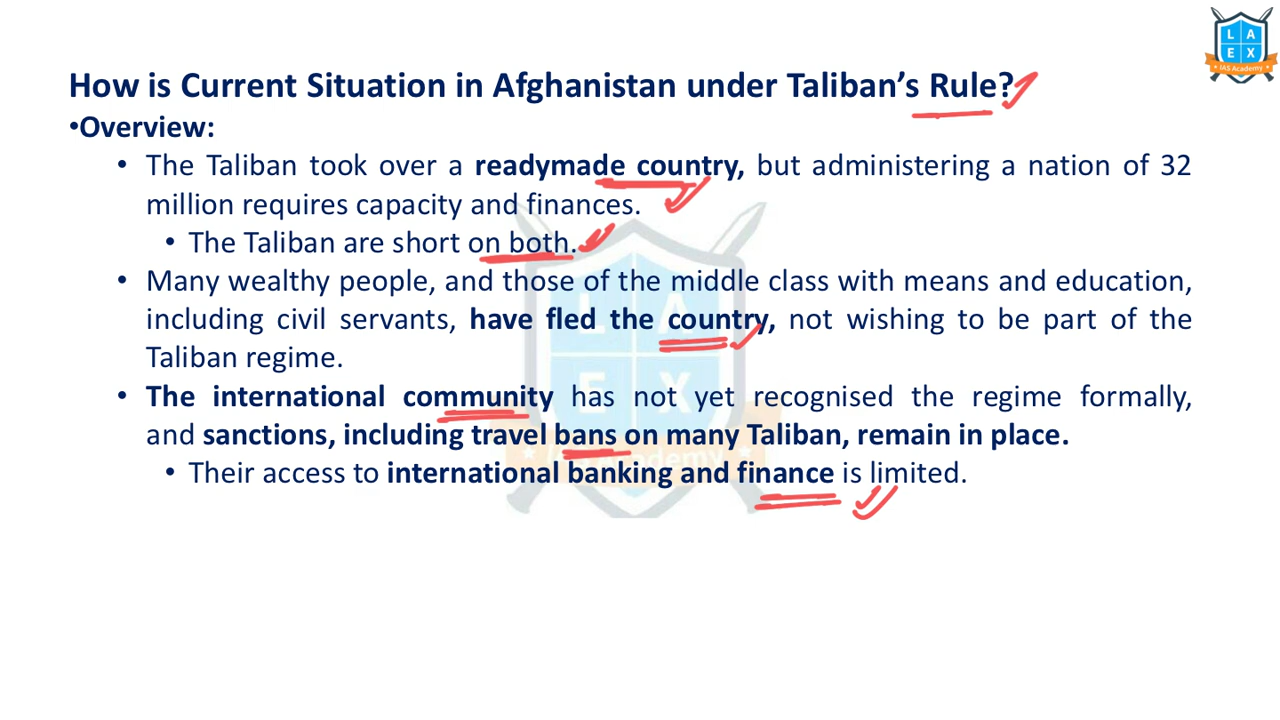 L A
E X
IAS Academy
How is Current Situation in Afghanistan under Taliban’s Rule?
•Overview:
• The Taliban took over a readymade country, but administering a nation of 32
million requires capacity and finances.
• The Taliban are short on both.
• Many wealthy people, and those of the middle class with means and education,
including civil servants, have fled the country, not wishing to be part of the
Taliban regime.
• The international community has not yet recognised the regime formally,
and sanctions, including travel bans on many Taliban, remain in place.
• Their access to international banking and finance is limited.
L A
E X
IAS Academy